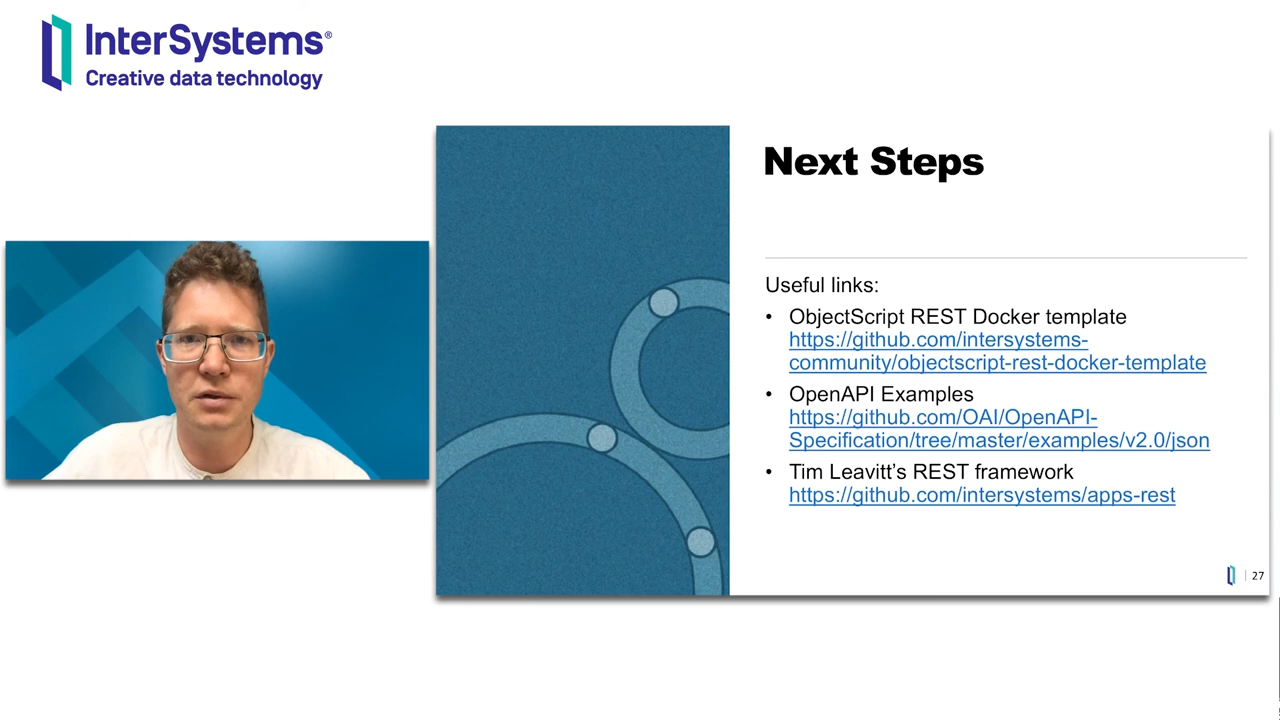 InterSystems®
Creative data technology
Next Steps
Useful links:
• ObjectScript REST Docker template
https://github.com/intersystems-
community/objectscript-rest-docker-template
• OpenAPI Examples
https://github.com/OAI/OpenAPI-
Specification/tree/master/examples/v2.0/json
• Tim Leavitt’s REST framework
https://github.com/intersystems/apps-rest
27